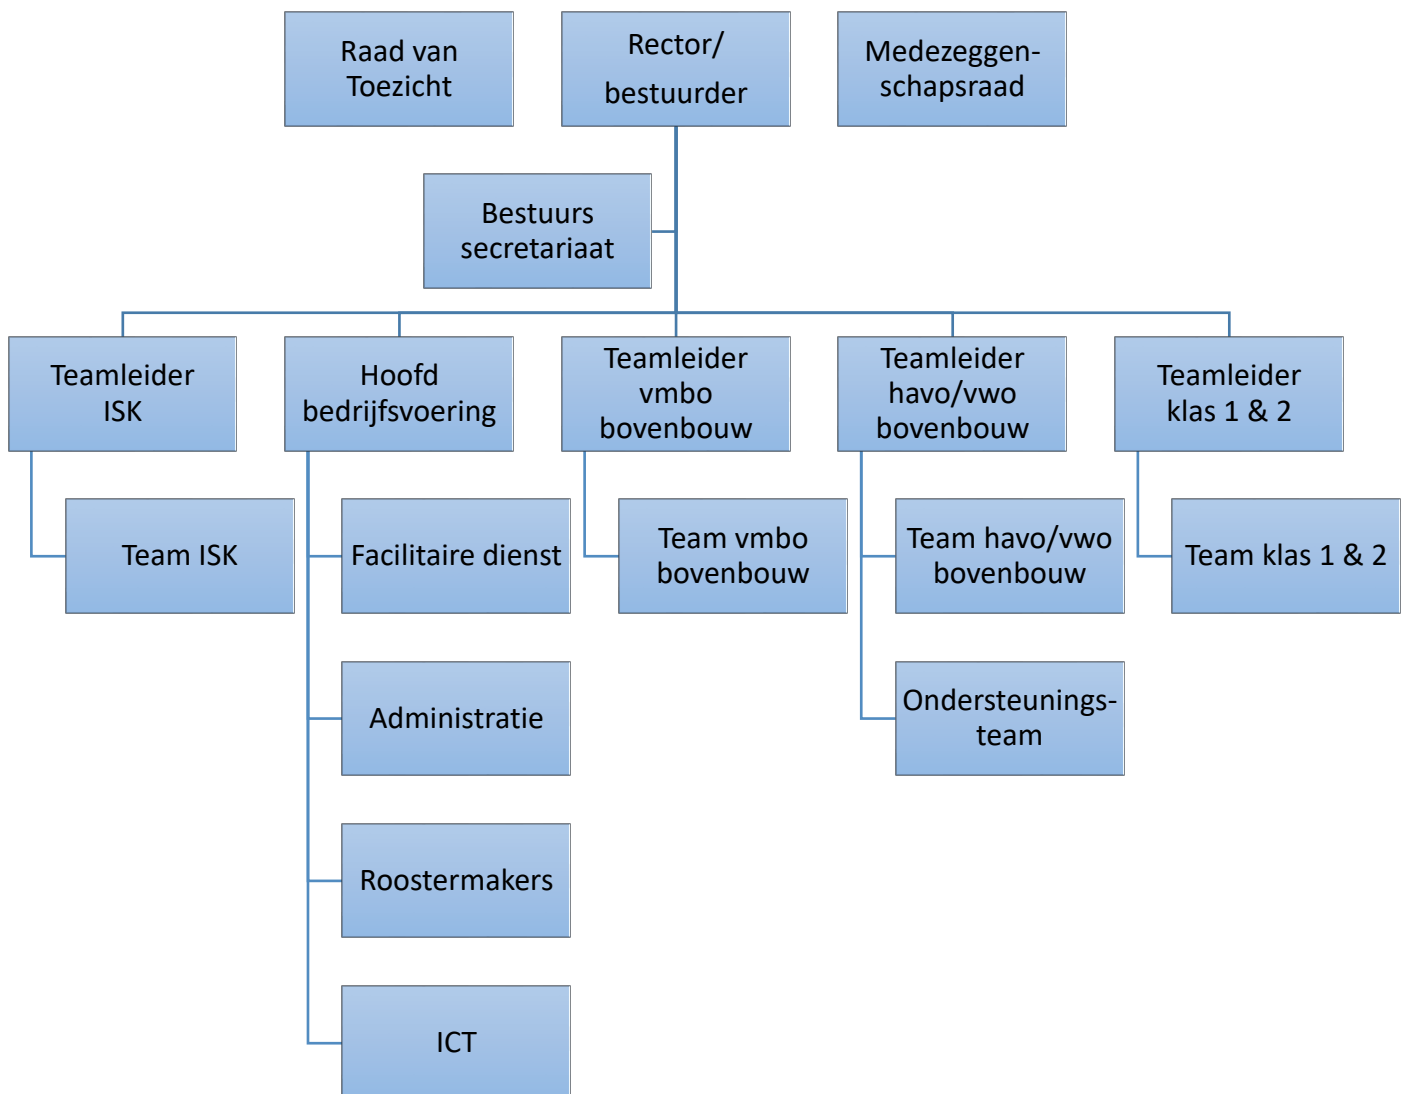 Raad van
Toezicht
Rector/
bestuurder
Medezeggen-
schapsraad
Bestuurs
secretariaat
Teamleider
ISK
Hoofd
bedrijfsvoering
Teamleider
vmbo
bovenbouw
Teamleider
havo/vwo
bovenbouw
Teamleider
klas 1 & 2
Team ISK
Facilitaire dienst
Team vmbo
bovenbouw
Team havo/vwo
bovenbouw
Team klas 1 & 2
Administratie
Ondersteunings-
team
Roostermakers
ICT